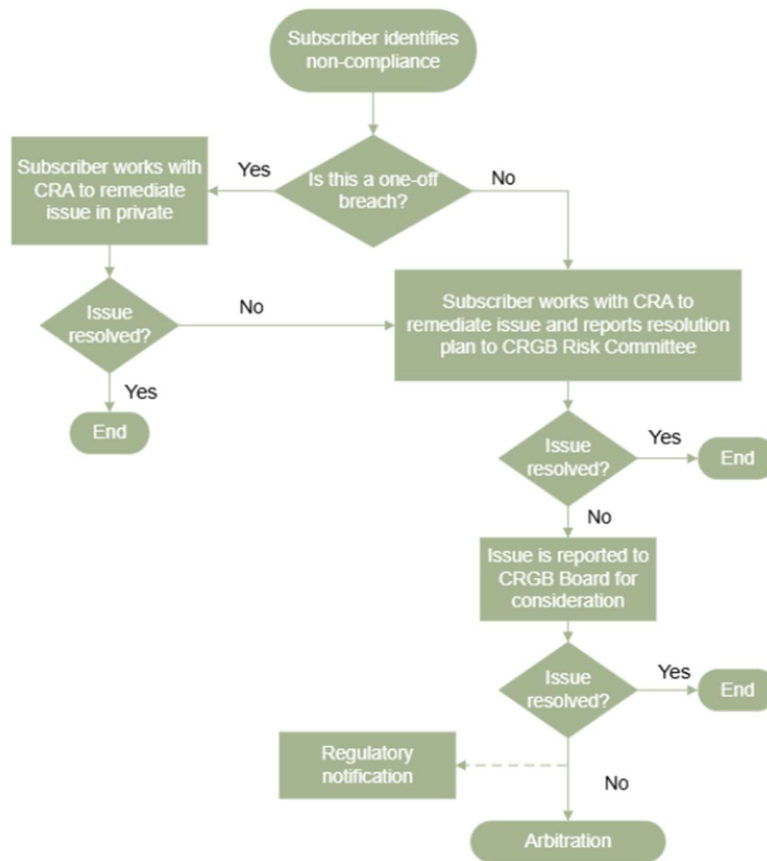 Subscriber identifies
non-compliance
Is this a one-off
breach?
Yes
No
Subscriber works with
CRA to remediate
issue in private
Issue
resolved?
No
Yes
End
Subscriber works with CRA to
remediate issue and reports resolution
plan to CRGB Risk Committee
Issue
resolved?
Yes
End
No
Issue is reported to
CRGB Board for
consideration
Issue
resolved?
Yes
End
Regulatory
notification
No
Arbitration